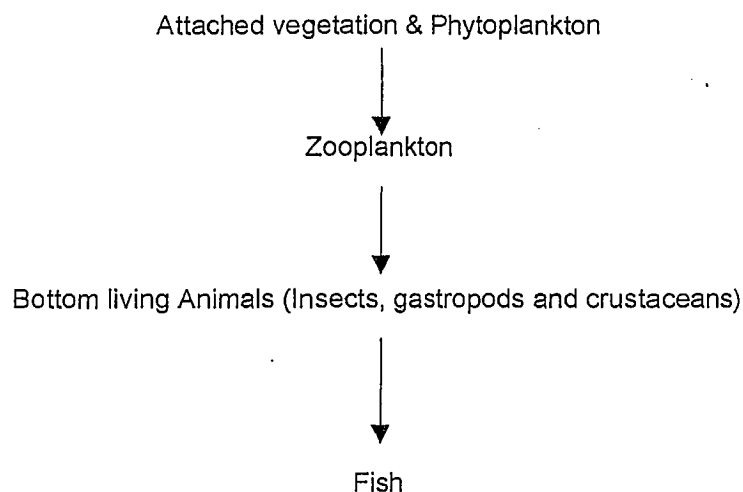 Attached vegetation & Phytoplankton
Zooplankton
Bottom living Animals (Insects, gastropods and crustaceans)
Fish